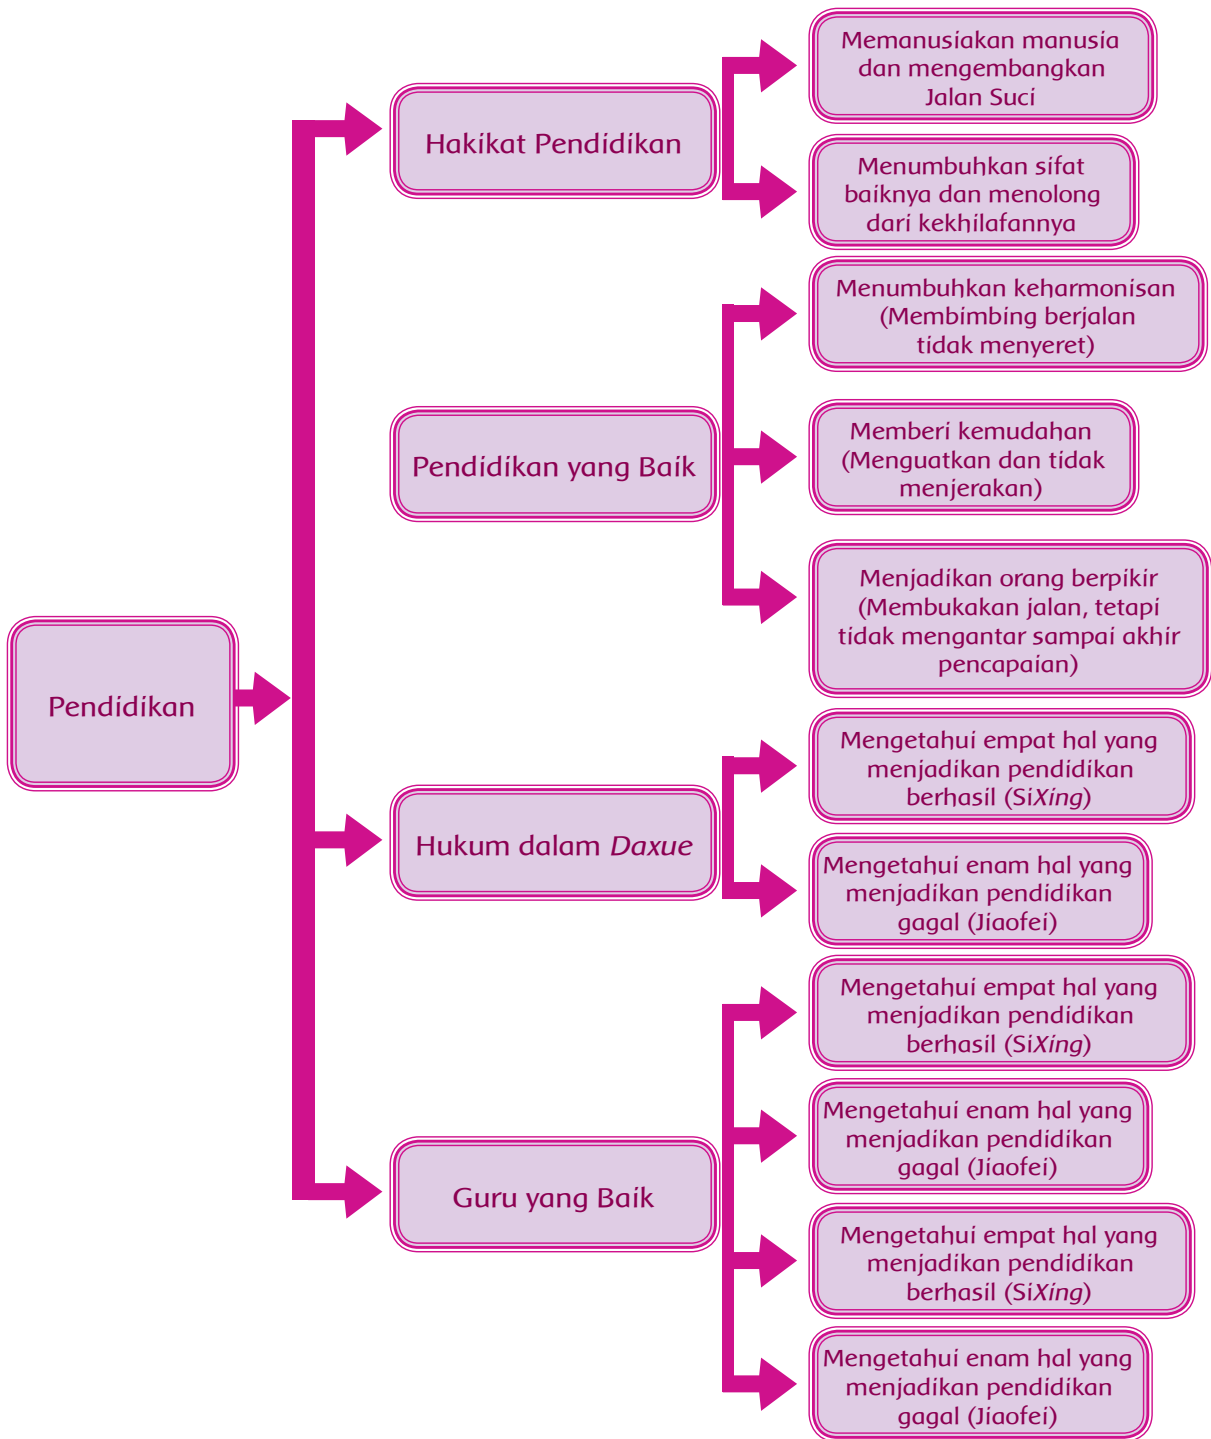 Pendidikan
Hakikat Pendidikan
Memanusiakan manusia
dan mengembangkan
Jalan Suci
Menumbuhkan sifat
baiknya dan menolong
dari kekhilafannya
Pendidikan yang Baik
Menumbuhkan keharmonisan
(Membimbing berjalan
tidak menyeret)
Memberi kemudahan
(Menguatkan dan tidak
menjerakan)
Menjadikan orang berpikir
(Membukakan jalan, tetapi
tidak mengantar sampai akhir
pencapaian)
Hukum dalam Daxue
Mengetahui empat hal yang
menjadikan pendidikan
berhasil (SiXing)
Mengetahui enam hal yang
menjadikan pendidikan
gagal (Jiaofei)
Guru yang Baik
Mengetahui empat hal yang
menjadikan pendidikan
berhasil (SiXing)
Mengetahui enam hal yang
menjadikan pendidikan
gagal (Jiaofei)
Mengetahui empat hal yang
menjadikan pendidikan
berhasil (SiXing)
Mengetahui enam hal yang
menjadikan pendidikan
gagal (Jiaofei)